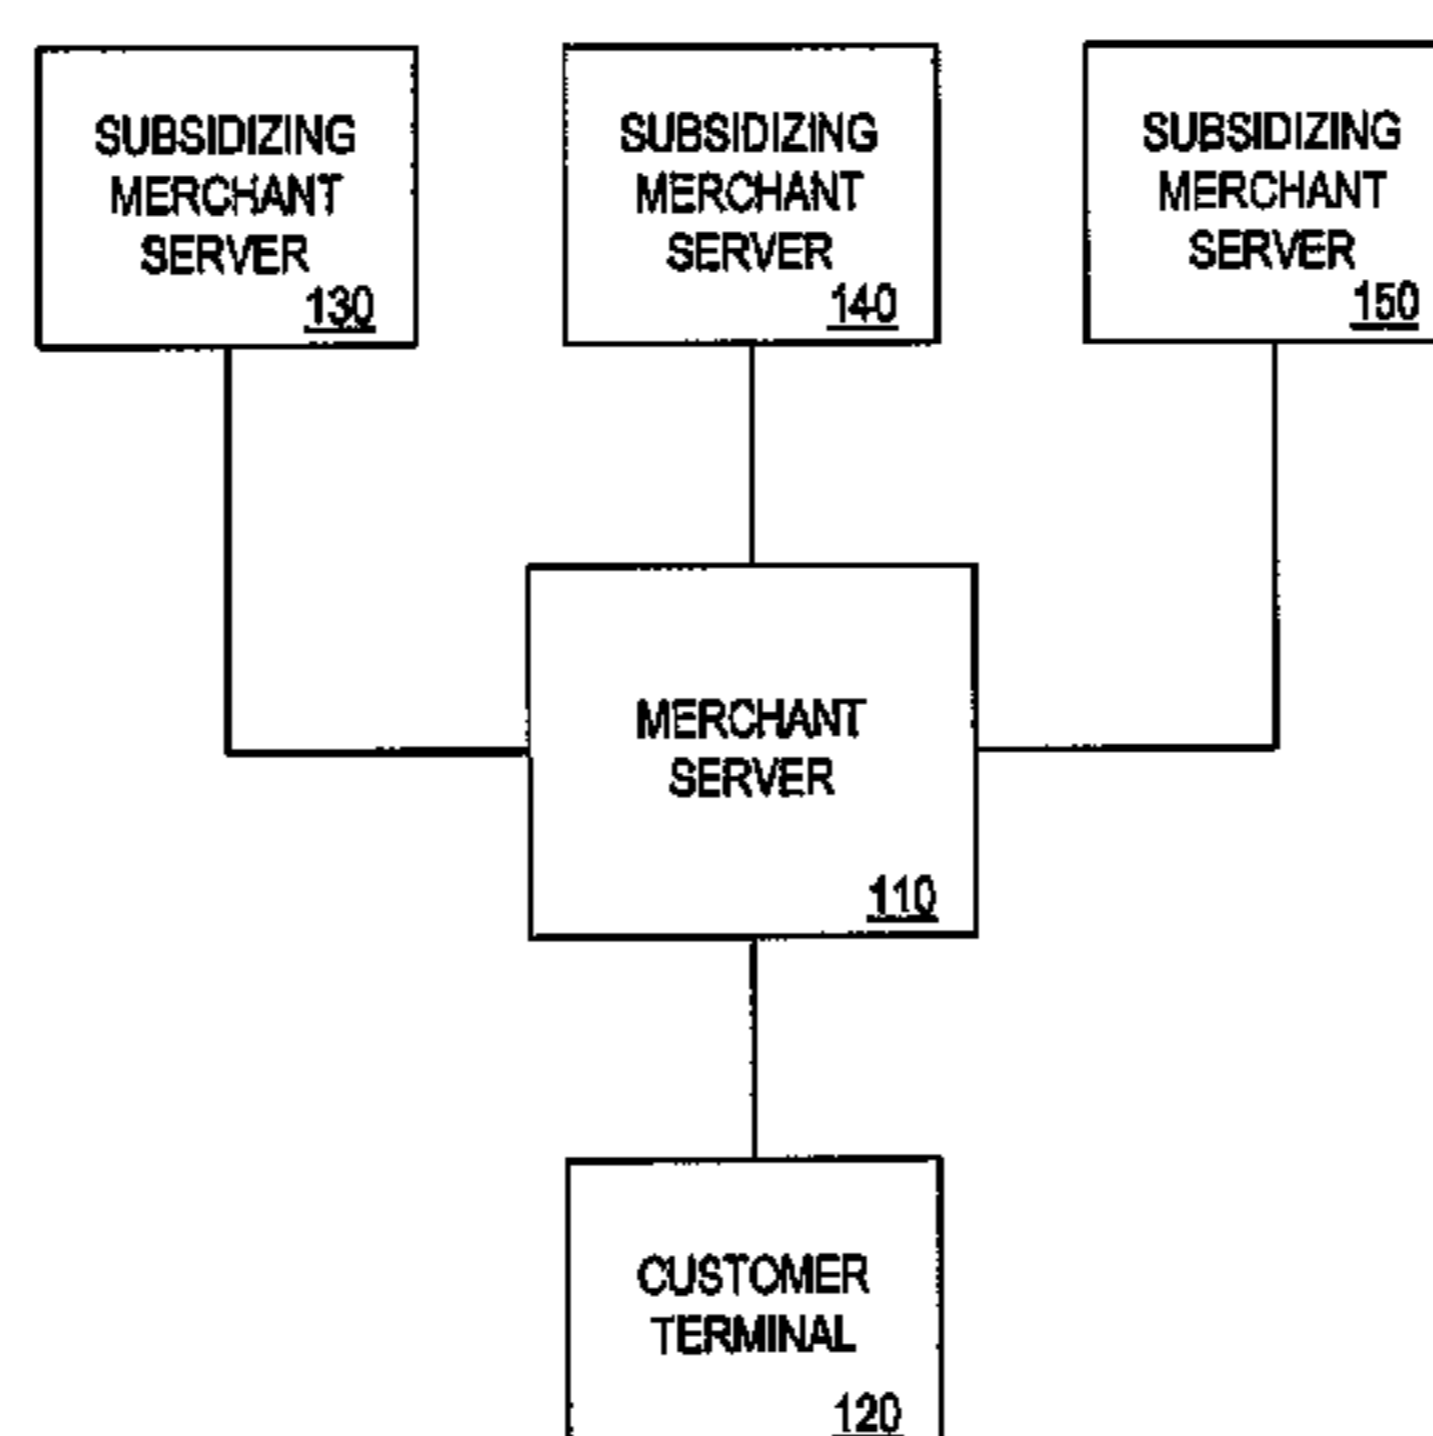 SUBSIDIZING
MERCHANT
SERVER
130
SUBSIDIZING
MERCHANT
SERVER
140
SUBSIDIZING
MERCHANT
SERVER
150
MERCHANT
SERVER
110
CUSTOMER
TERMINAL
120